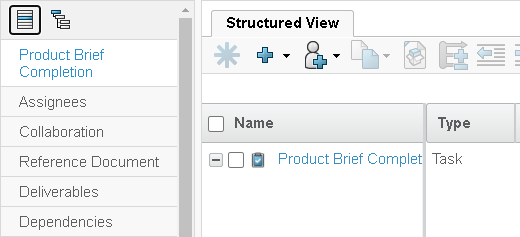 Product Brief
Completion
Assignees
Collaboration
Reference Document
Deliverables
Dependencies
Structured View
Name
Type
Product Brief Complet
Task